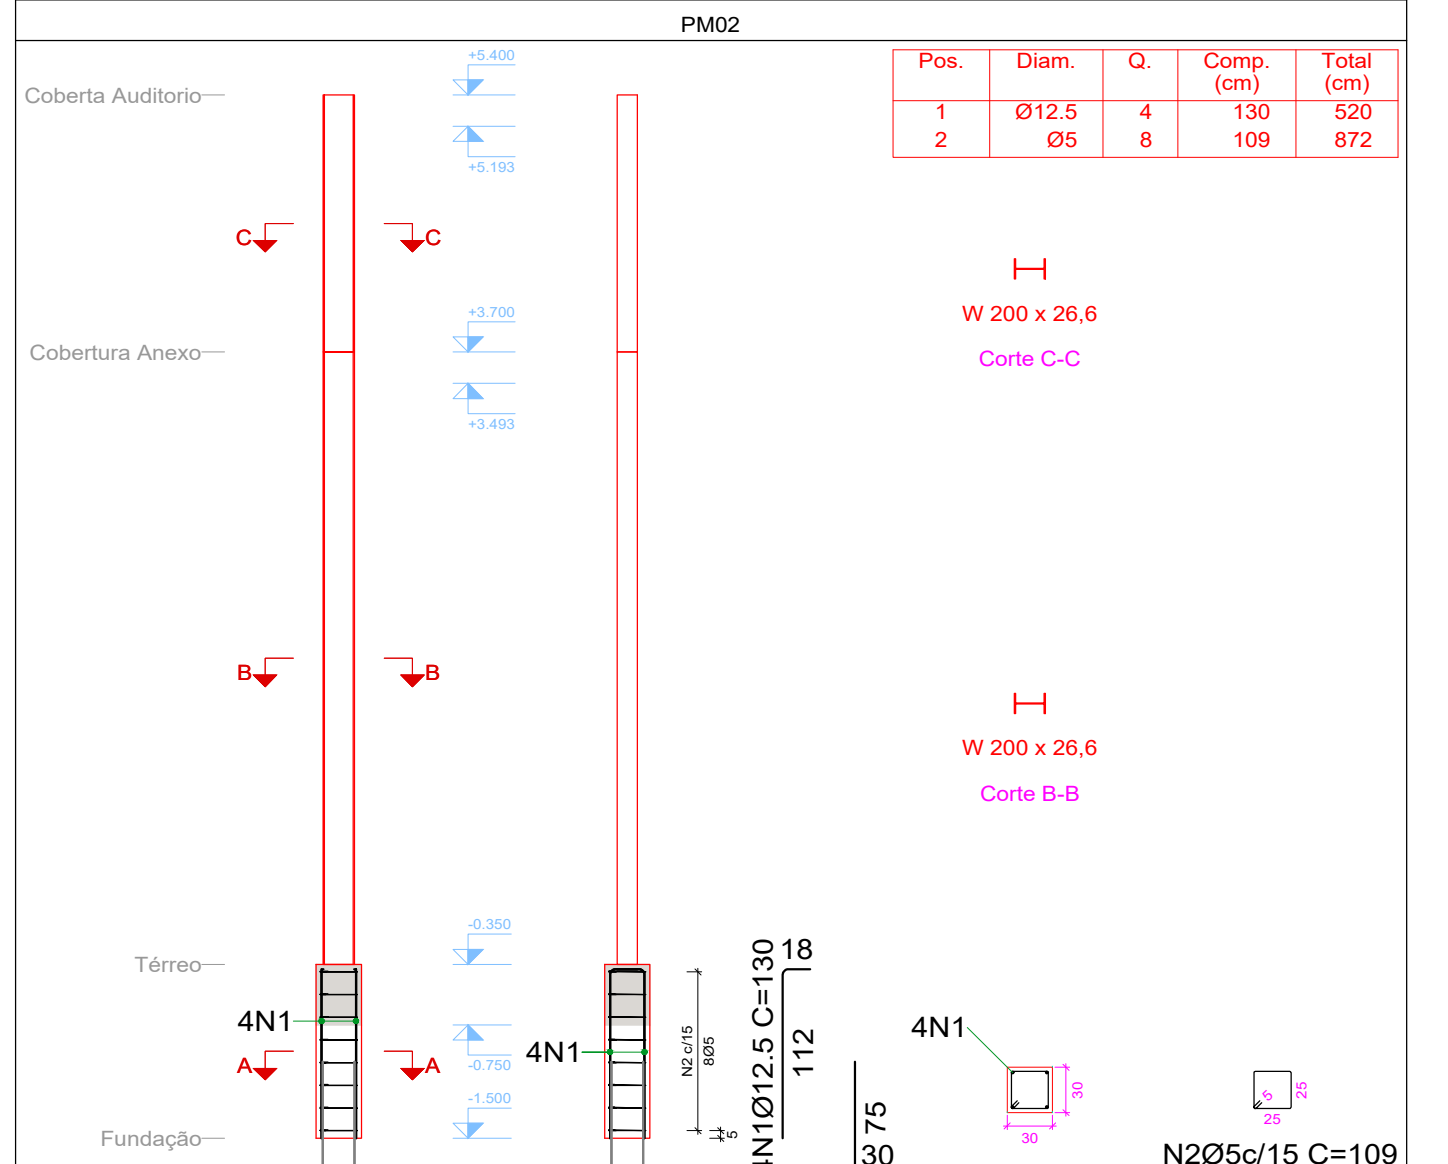 PM02
Coberta Auditorio
+5.400
+5.193
Pos. Diam. Q. Comp. (cm) Total (cm)
1 Ø12.5 4 130 520
2 Ø5 8 109 872
C C
W 200 x 26,6
Corte C-C
+3.700
Cobertura Anexo
+3.493
B B
W 200 x 26,6
Corte B-B
-0.350
Térreo
4N1
4N1
A A
-0.750
-1.500
Fundação
N2 c/15
8Ø5
5
4N1Ø12.5 C=130
18
112
75
30
4N1
30
30
5
25
25
N2Ø5c/15 C=109